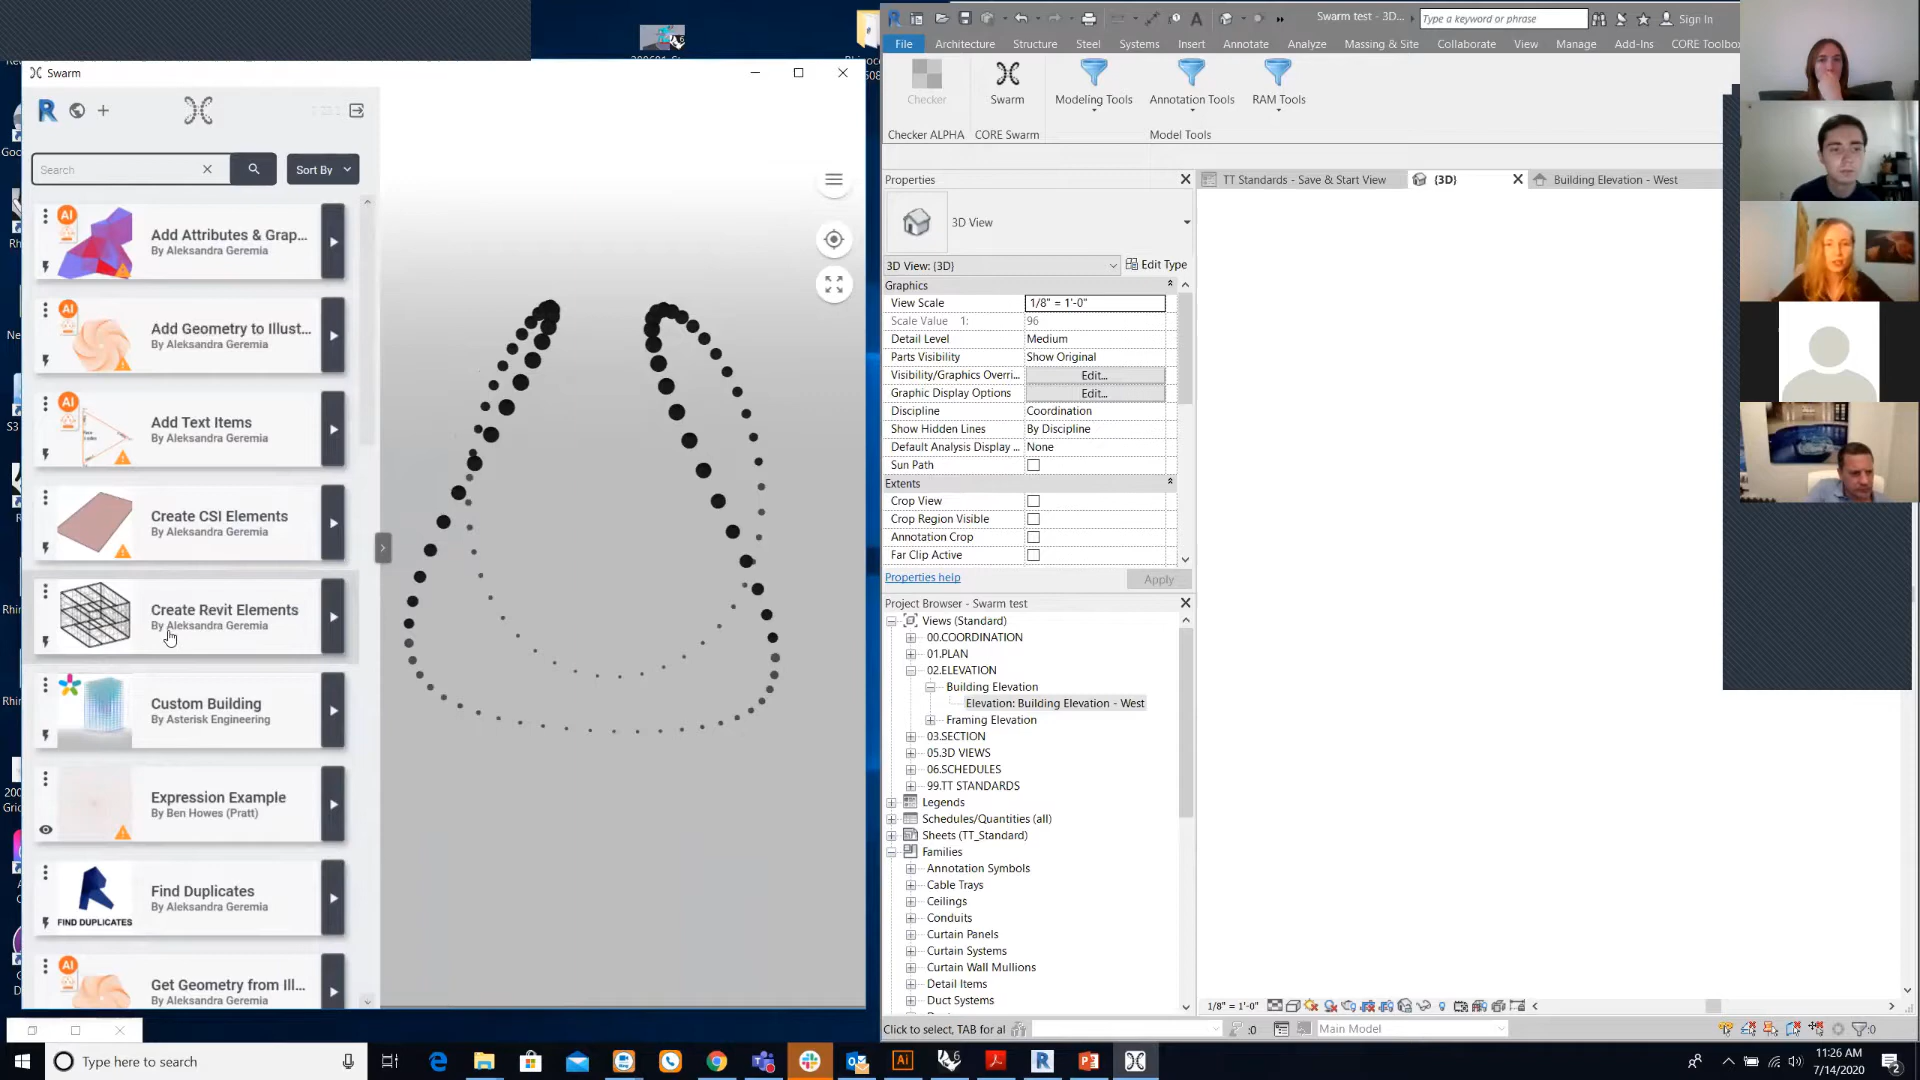 Swarm
Search
Sort By
Add Attributes & Grap...
By Aleksandra Geremia
Add Geometry to Illust...
By Aleksandra Geremia
Add Text Items
By Aleksandra Geremia
Create CSI Elements
By Aleksandra Geremia
Create Revit Elements
By Aleksandra Geremia
Custom Building
By Asterisk Engineering
Expression Example
By Ben Howes (Pratt)
Find Duplicates
By Aleksandra Geremia
FIND DUPLICATES
Get Geometry from Ill...
By Aleksandra Geremia
Swarm test - 3D...
Type a keyword or phrase
Sign In
File Architecture Structure Steel Systems Insert Annotate Analyze Massing & Site Collaborate View Manage Add-Ins CORE Toolbox
Checker
Swarm
Modeling Tools
Annotation Tools
RAM Tools
Checker ALPHA
CORE Swarm
Model Tools
Properties
TT Standards - Save & Start View
{3D}
Building Elevation - West
3D View
3D View: {3D}
Edit Type
Graphics
View Scale 1/8" = 1'-0"
Scale Value 1: 96
Detail Level Medium
Parts Visibility Show Original
Visibility/Graphics Overri... Edit...
Graphic Display Options Edit...
Discipline Coordination
Show Hidden Lines By Discipline
Default Analysis Display ... None
Sun Path
Extents
Crop View
Crop Region Visible
Annotation Crop
Far Clip Active
Properties help
Apply
Project Browser - Swarm test
Views (Standard)
00.COORDINATION
01.PLAN
02.ELEVATION
Building Elevation
Elevation: Building Elevation - West
Framing Elevation
03.SECTION
05.3D VIEWS
06.SCHEDULES
99.TT STANDARDS
Legends
Schedules/Quantities (all)
Sheets (TT_Standard)
Families
Annotation Symbols
Cable Trays
Ceilings
Conduits
Curtain Panels
Curtain Systems
Curtain Wall Mullions
Detail Items
Duct Systems
1/8" = 1'-0"
Click to select, TAB for al
:0
Main Model
:0
Type here to search
11:26 AM
7/14/2020
2